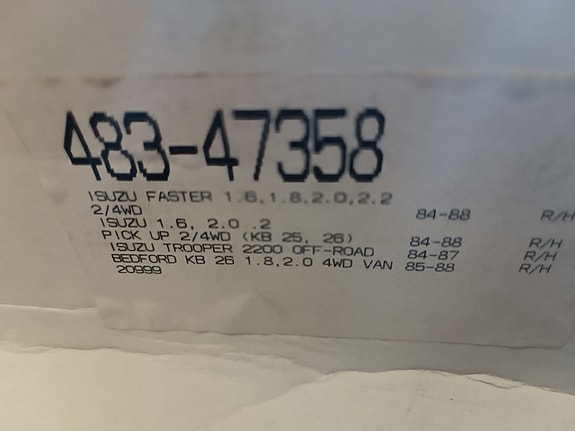 483-47358
ISUZU FASTER 1.6,1.8,2.0,2.2
2/4WD 84-88 R/H
ISUZU 1.6, 2.0 .2
PICK UP 2/4WD (KB 25, 26) 84-88 R/H
ISUZU TROOPER 2200 OFF-ROAD 84-87 R/H
BEDFORD KB 26 1.8,2.0 4WD VAN 85-88 R/H
20999